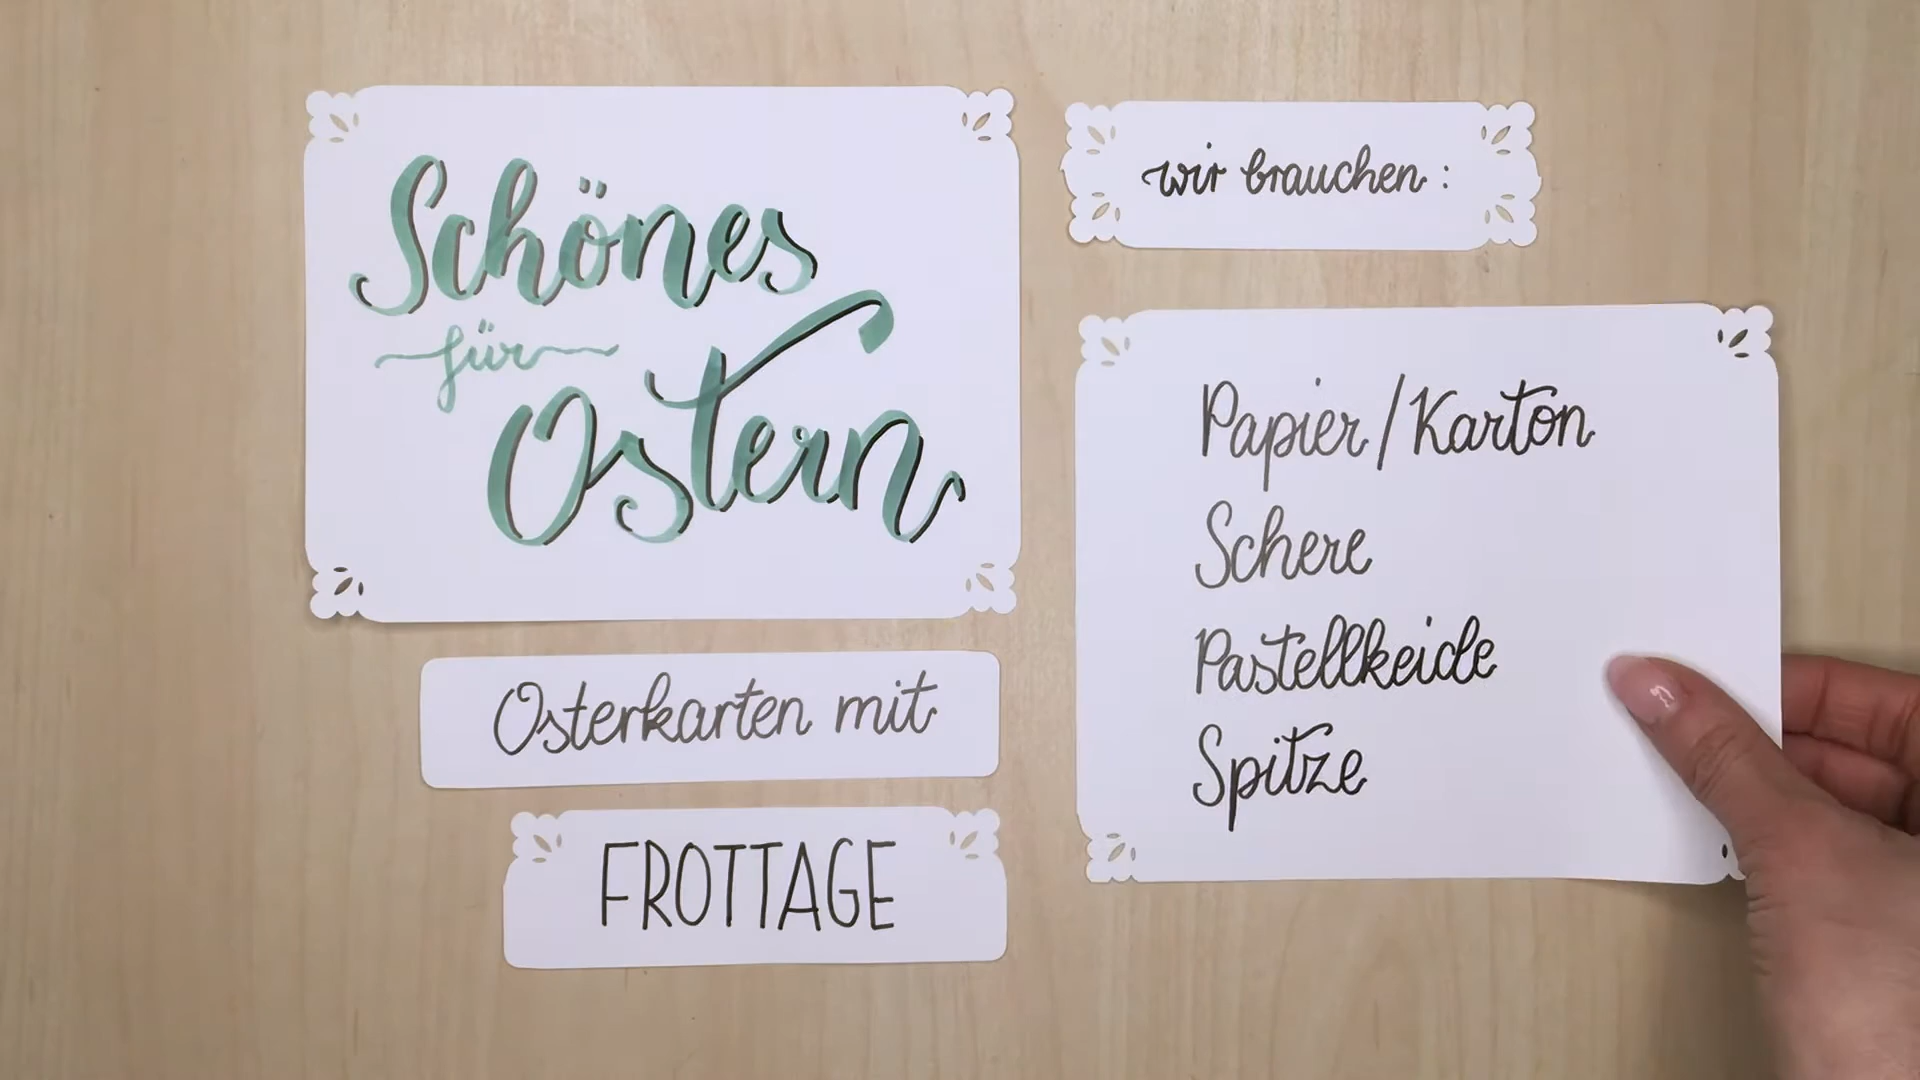 Schönes
für
Ostern
Osterkarten mit
FROTTAGE
wir brauchen:
Papier/Karton
Schere
Pastellkeide
Spitze